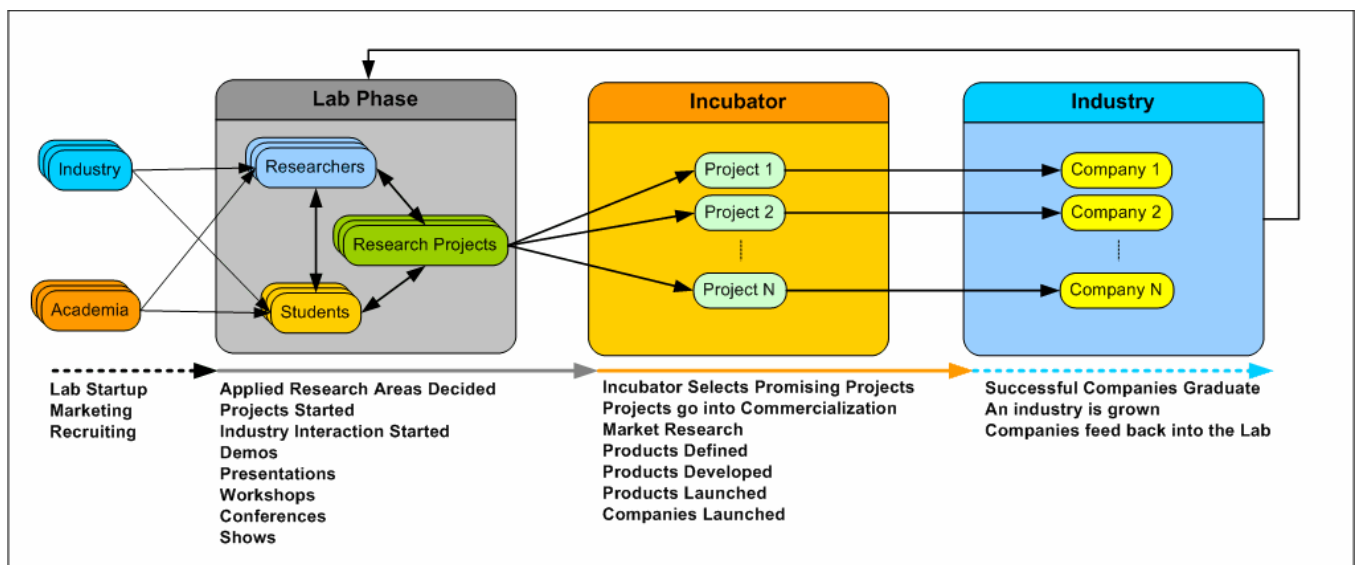 Lab Phase
Incubator
Industry
Industry
Academia
Researchers
Research Projects
Students
Project 1
Project 2
Project N
Company 1
Company 2
Company N
Lab Startup
Marketing
Recruiting
Applied Research Areas Decided
Projects Started
Industry Interaction Started
Demos
Presentations
Workshops
Conferences
Shows
Incubator Selects Promising Projects
Projects go into Commercialization
Market Research
Products Defined
Products Developed
Products Launched
Companies Launched
Successful Companies Graduate
An industry is grown
Companies feed back into the Lab